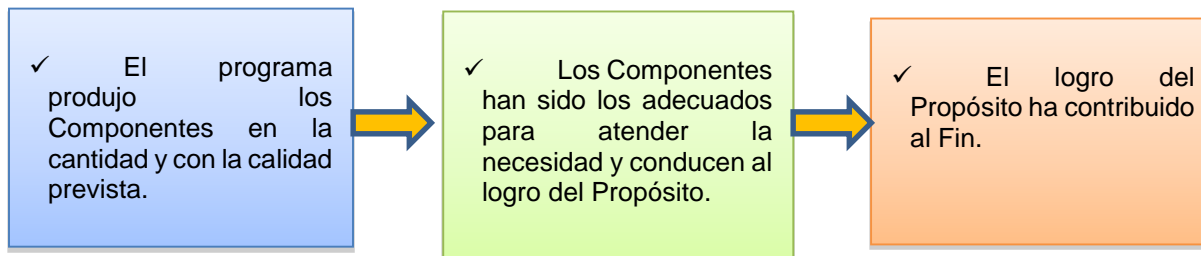 ✓ El programa
produjo los
Componentes en la
cantidad y con la calidad
prevista.
✓ Los Componentes
han sido los adecuados
para atender la
necesidad y conducen al
logro del Propósito.
✓ El logro del
Propósito ha contribuido
al Fin.